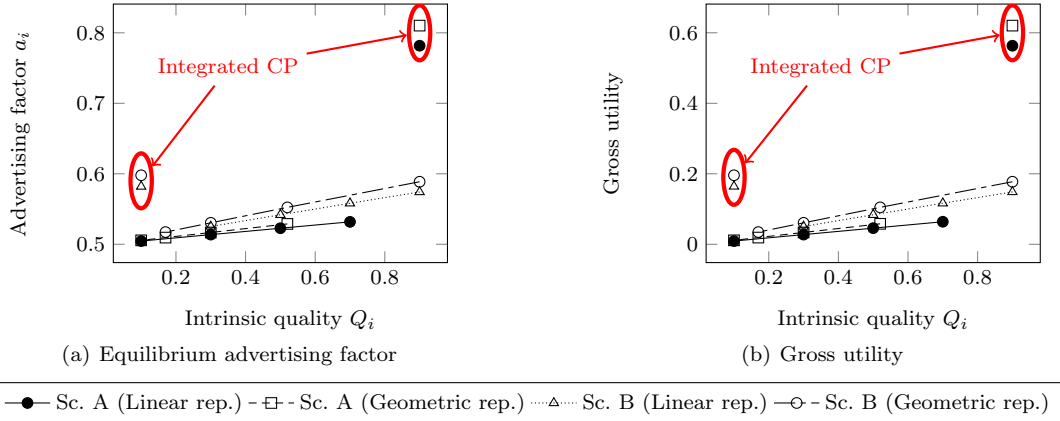 0.8
0.7
0.6
0.5
0.2 0.4 0.6 0.8
Advertising factor a_i
Integrated CP
Intrinsic quality Q_i
(a) Equilibrium advertising factor
0.6
0.4
0.2
0
0.2 0.4 0.6 0.8
Gross utility
Integrated CP
Intrinsic quality Q_i
(b) Gross utility
Sc. A (Linear rep.) Sc. A (Geometric rep.) Sc. B (Linear rep.) Sc. B (Geometric rep.)